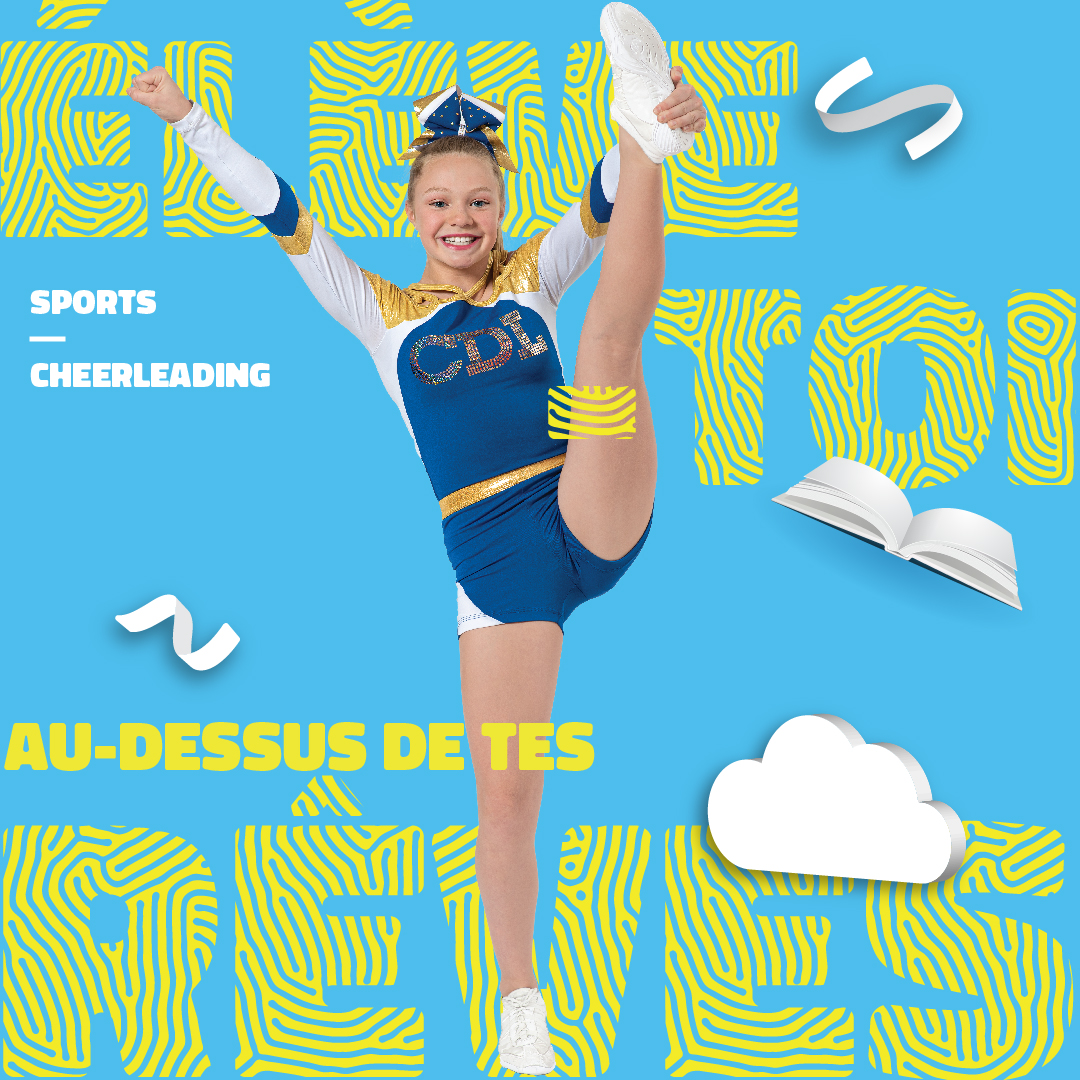 ÉLÈVE
-TOI
SPORTS
CHEERLEADING
CDL
AU-DESSUS DE TES
RÊVES